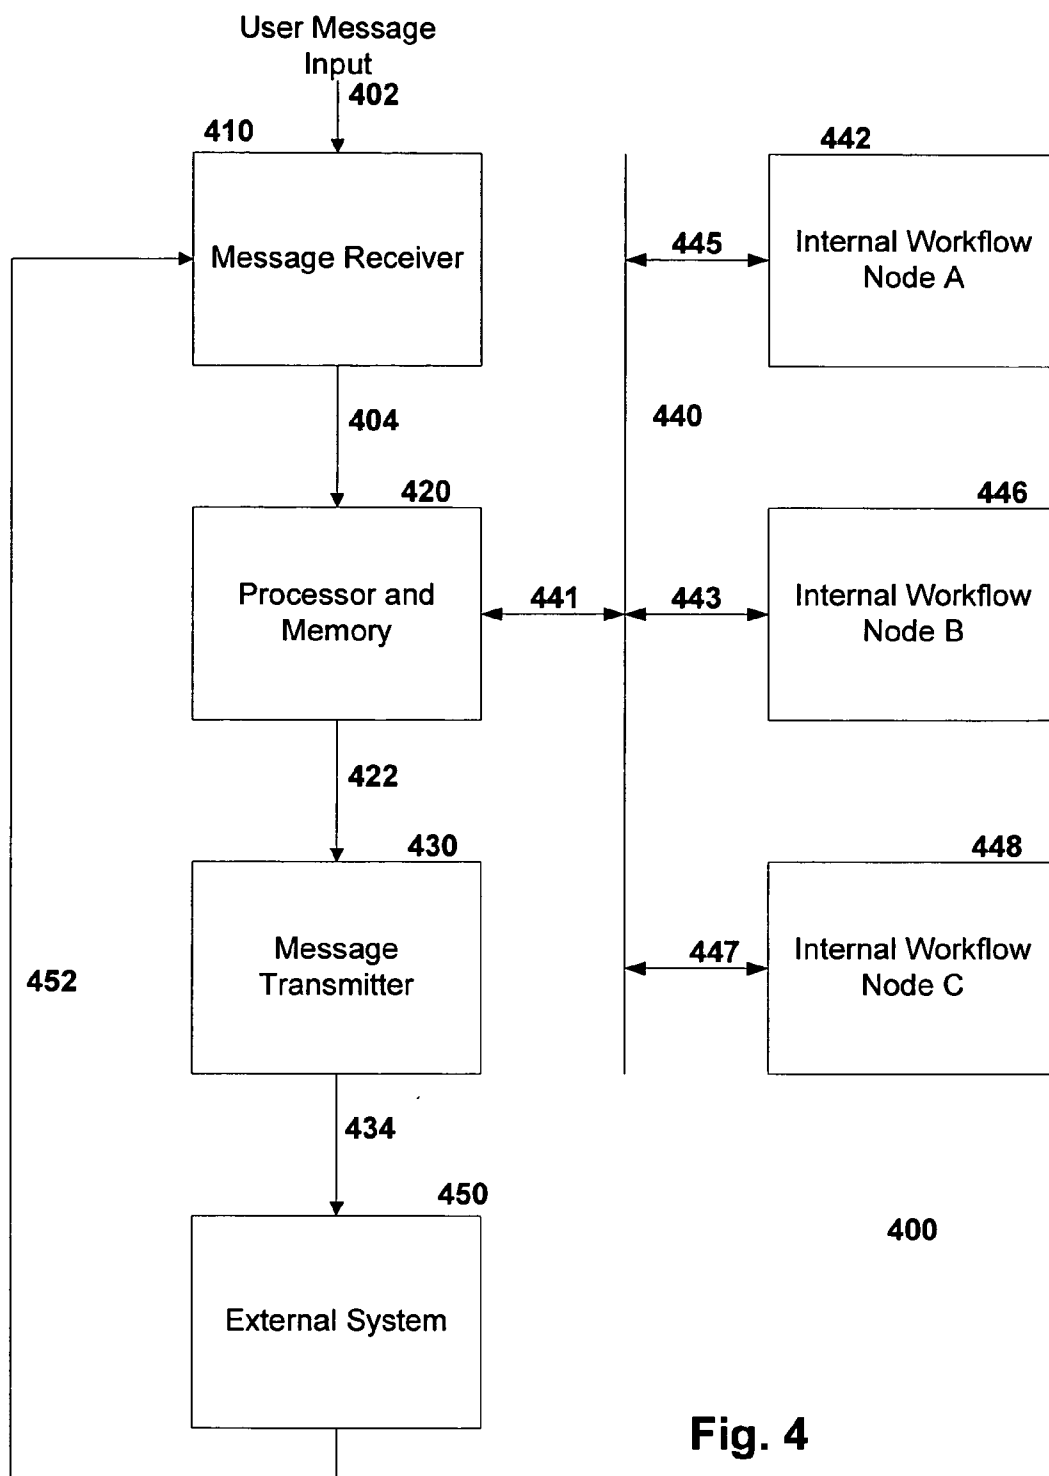 User Message
Input
402
410
Message Receiver
404
420
Processor and
Memory
441
422
430
Message
Transmitter
452
434
450
External System
442
445
Internal Workflow
Node A
440
446
443
Internal Workflow
Node B
448
447
Internal Workflow
Node C
400
Fig. 4